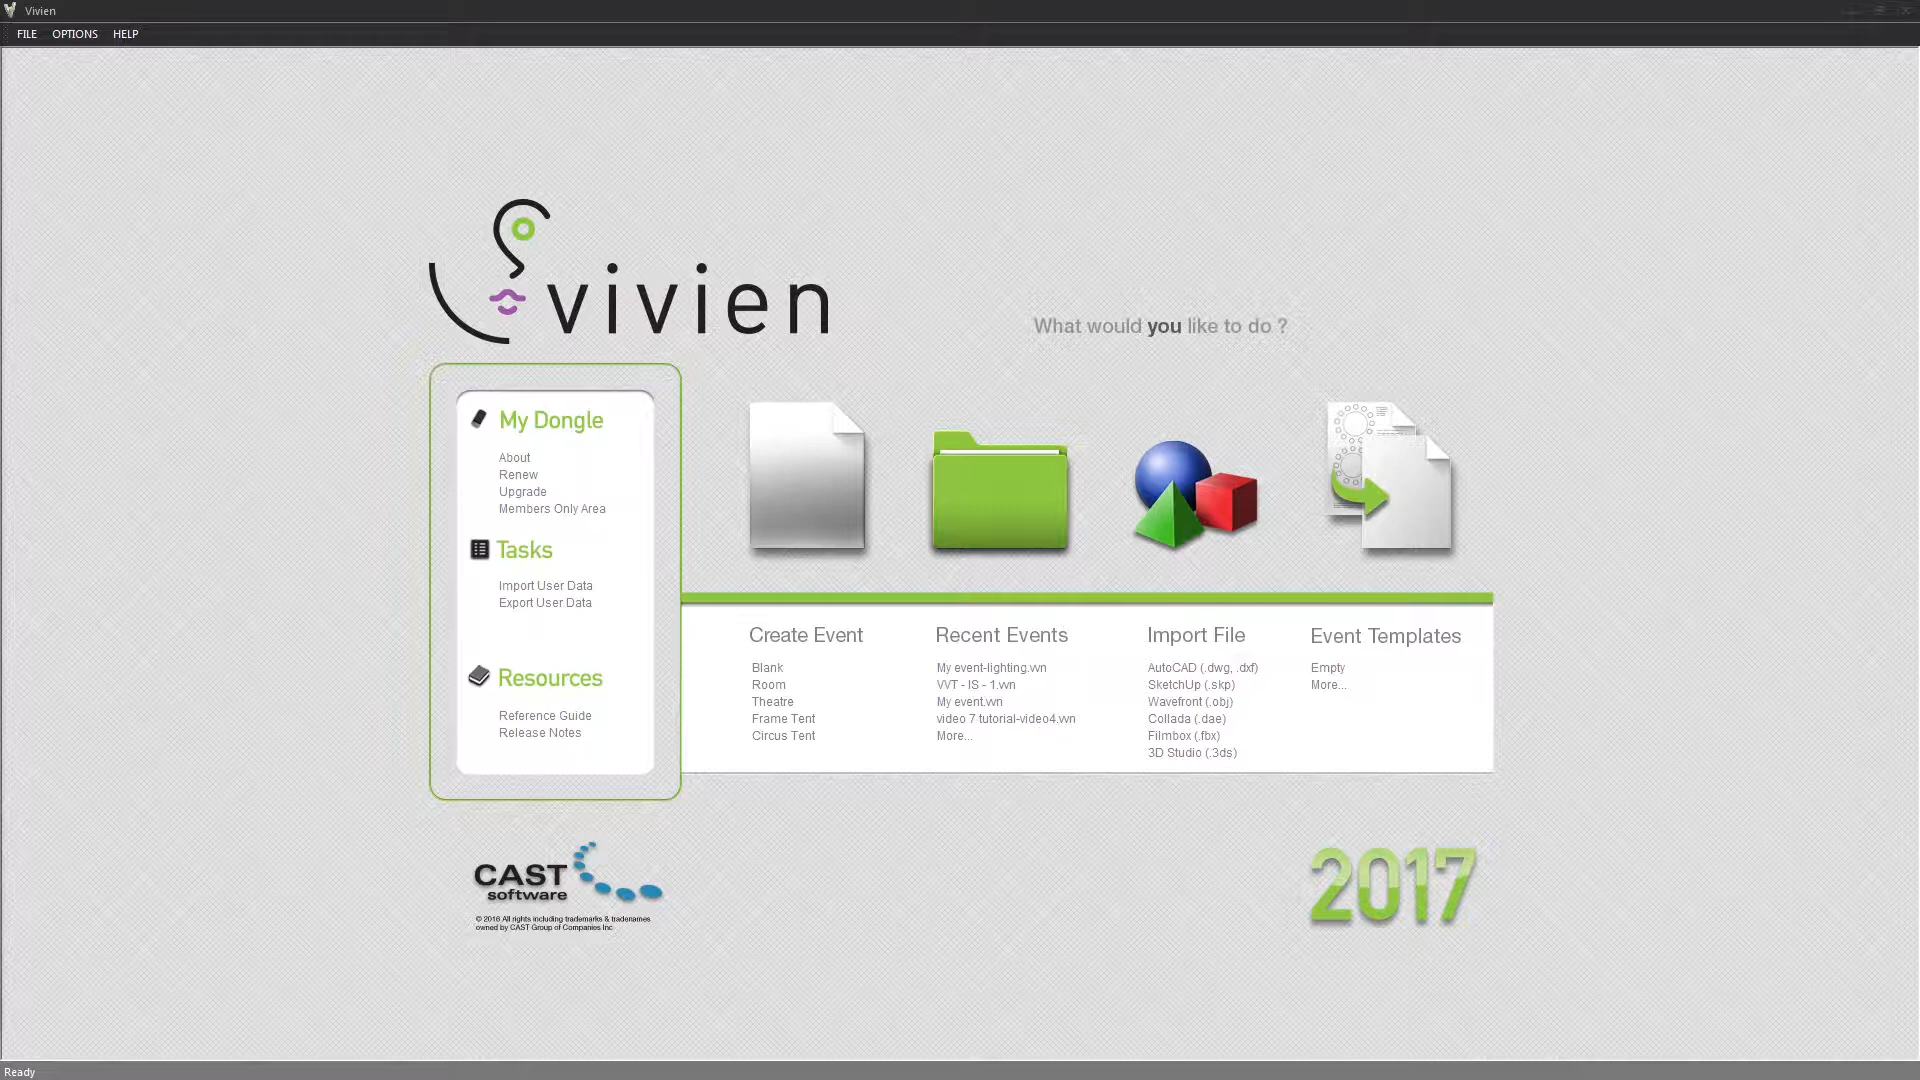 Vivien
FILE OPTIONS HELP
vivien
What would you like to do ?
My Dongle
About
Renew
Upgrade
Members Only Area
Tasks
Import User Data
Export User Data
Resources
Reference Guide
Release Notes
Create Event
Blank
Room
Theatre
Frame Tent
Circus Tent
Recent Events
My event-lighting.vvn
VVT - IS - 1.vvn
My event.vvn
video 7 tutorial-video4.vvn
More...
Import File
AutoCAD (.dwg, .dxf)
SketchUp (.skp)
Wavefront (.obj)
Collada (.dae)
Filmbox (.fbx)
3D Studio (.3ds)
Event Templates
Empty
More...
CAST
software
© 2016 All rights including trademarks & tradenames
owned by CAST Group of Companies Inc
2017
Ready